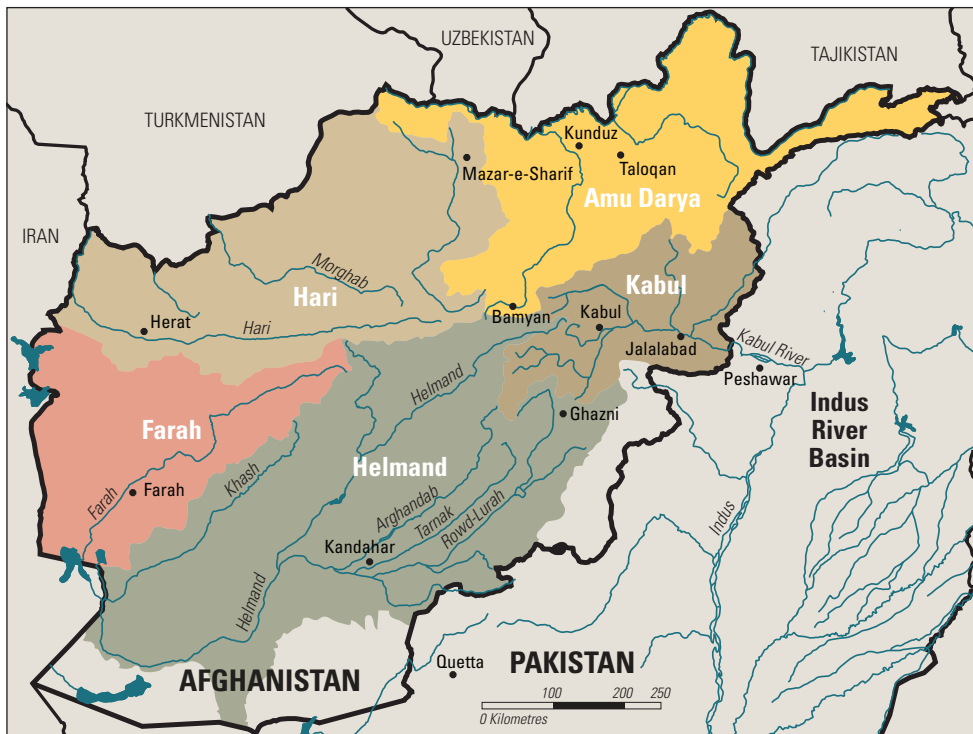 UZBEKISTAN
TAJIKISTAN
TURKMENISTAN
Kunduz
Taloqan
Mazar-e-Sharif
Amu Darya
IRAN
Morghab
Hari
Kabul
Bamyan
Kabul
Herat
Hari
Jalalabad
Kabul River
Peshawar
Helmand
Indus
River
Basin
Ghazni
Farah
Helmand
Khash
Farah
Farah
Arghandab
Tarnak
Rowd-Lurah
Indus
Kandahar
Helmand
Quetta
PAKISTAN
AFGHANISTAN
100 200 250
0 Kilometres